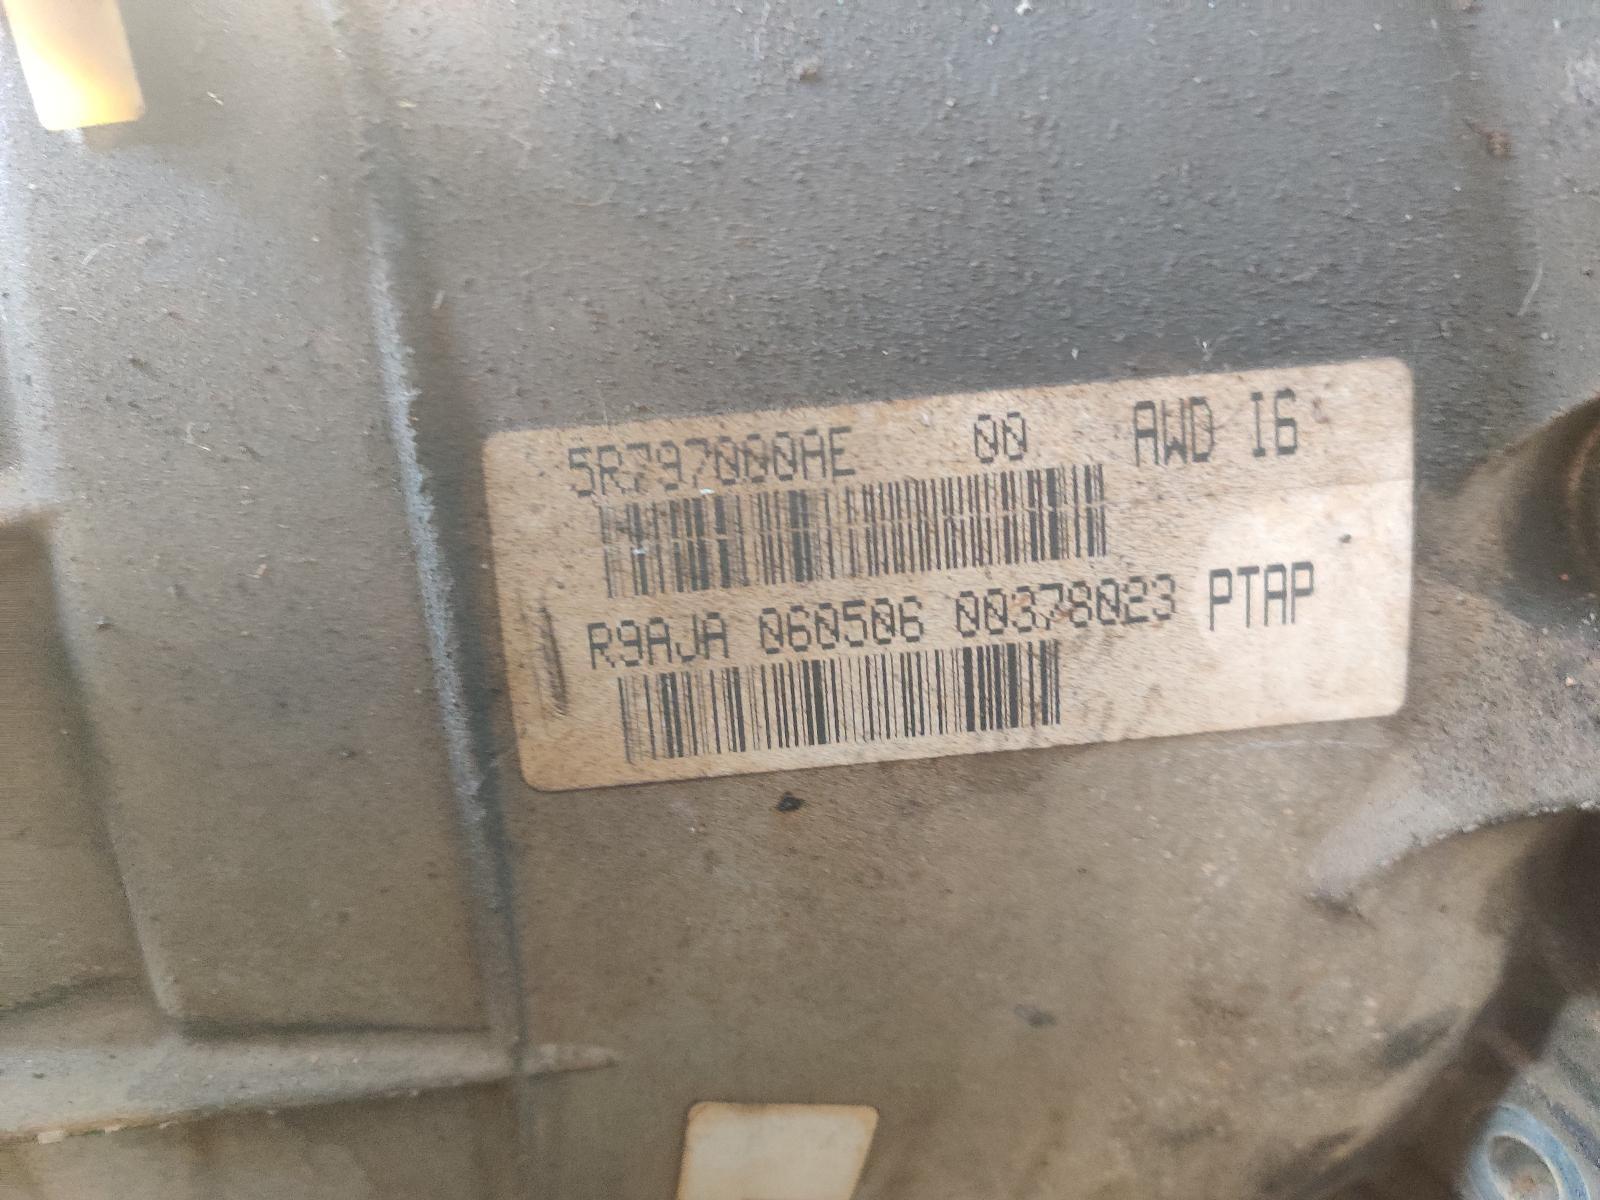 5R797000AE 00 AWD I6
R9AJA 060506 00378023 PTAP